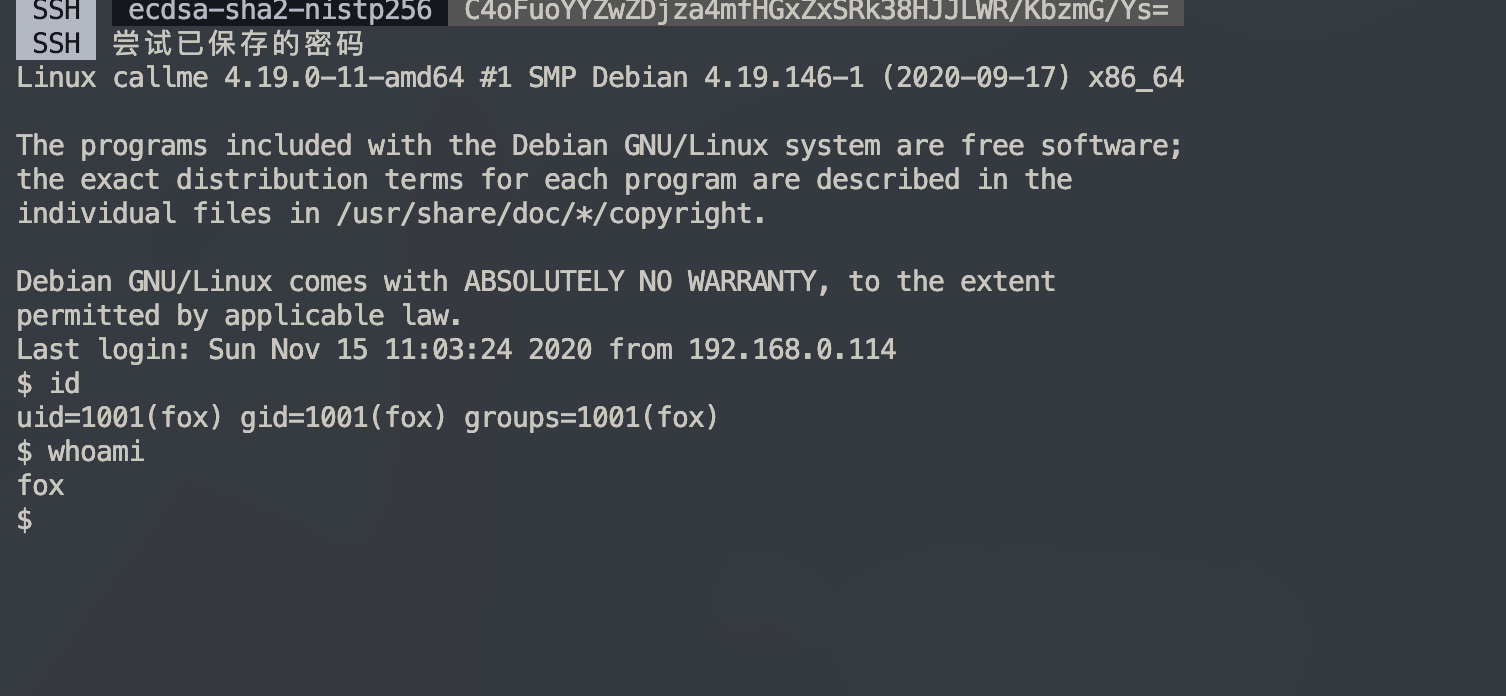 SSH ecdsa-sha2-nistp256 C4oFuoYYZwZDjza4mfHGxZxSRk38HJJLWR/KbzmG/Ys=
SSH 尝试已保存的密码
Linux callme 4.19.0-11-amd64 #1 SMP Debian 4.19.146-1 (2020-09-17) x86_64
The programs included with the Debian GNU/Linux system are free software;
the exact distribution terms for each program are described in the
individual files in /usr/share/doc/*/copyright.
Debian GNU/Linux comes with ABSOLUTELY NO WARRANTY, to the extent
permitted by applicable law.
Last login: Sun Nov 15 11:03:24 2020 from 192.168.0.114
$ id
uid=1001(fox) gid=1001(fox) groups=1001(fox)
$ whoami
fox
$